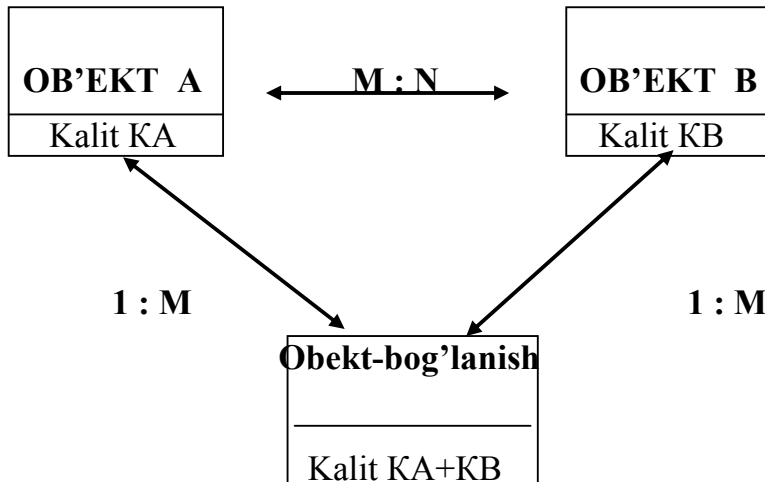 OB’EKT A
M : N
OB’EKT B
Kalit KA
Kalit KB
1 : M
1 : M
Obekt-bog’lanish
Kalit KA+KB